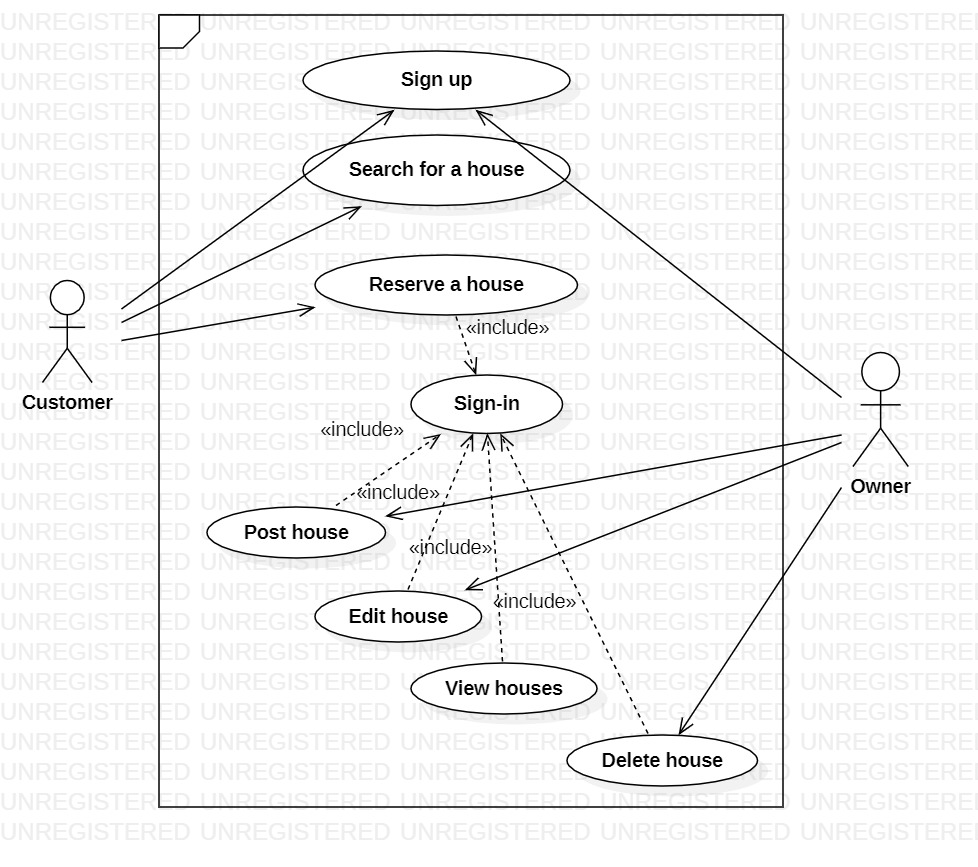 Sign up
Search for a house
Reserve a house
«include»
Sign-in
Customer
«include»
Owner
«include»
Post house
«include»
«include»
Edit house
View houses
Delete house
UNREGISTERED